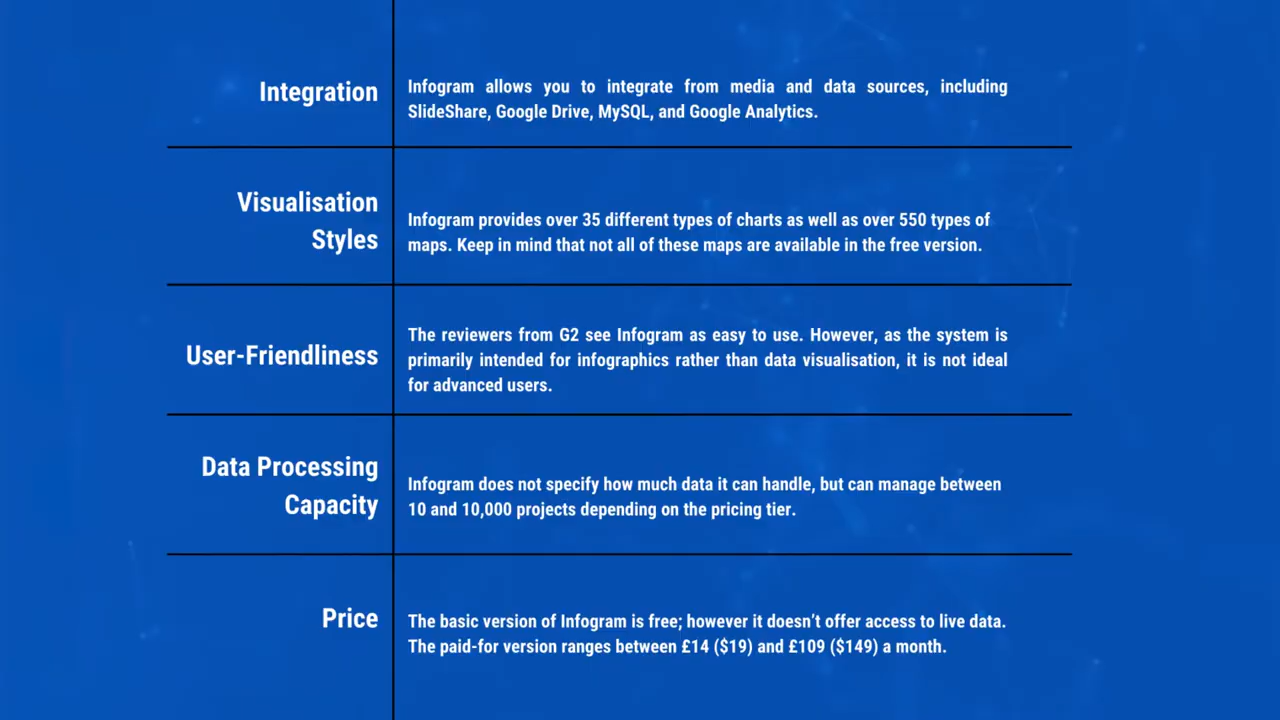 Integration
Infogram allows you to integrate from media and data sources, including
SlideShare, Google Drive, MySQL, and Google Analytics.
Visualisation
Styles
Infogram provides over 35 different types of charts as well as over 550 types of
maps. Keep in mind that not all of these maps are available in the free version.
User-Friendliness
The reviewers from G2 see Infogram as easy to use. However, as the system is
primarily intended for infographics rather than data visualisation, it is not ideal
for advanced users.
Data Processing
Capacity
Infogram does not specify how much data it can handle, but can manage between
10 and 10,000 projects depending on the pricing tier.
Price
The basic version of Infogram is free; however it doesn’t offer access to live data.
The paid-for version ranges between £14 ($19) and £109 ($149) a month.